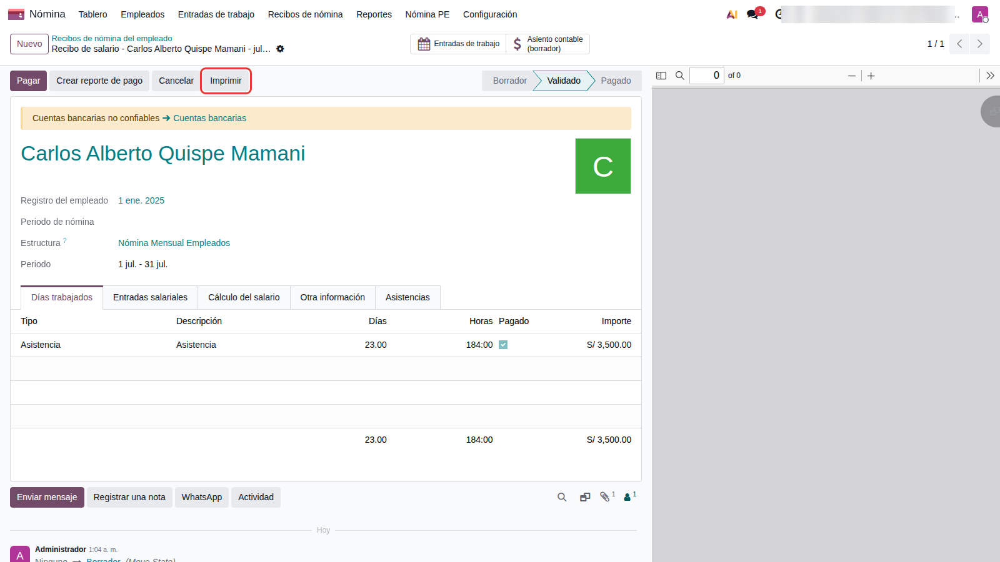 Nómina Tablero Empleados Entradas de trabajo Recibos de nómina Reportes Nómina PE Configuración AI 1 .. A
Nuevo Recibos de nómina del empleado
Recibo de salario - Carlos Alberto Quispe Mamani - jul...
Entradas de trabajo $ Asiento contable
(borrador)
1 / 1
Pagar Crear reporte de pago Cancelar Imprimir Borrador Validado Pagado 0 of 0
Cuentas bancarias no confiables → Cuentas bancarias
Carlos Alberto Quispe Mamani
C
Registro del empleado 1 ene. 2025
Periodo de nómina
Estructura ? Nómina Mensual Empleados
Periodo 1 jul. - 31 jul.
Días trabajados Entradas salariales Cálculo del salario Otra información Asistencias
Tipo Descripción Días Horas Pagado Importe
Asistencia Asistencia 23.00 184:00 S/ 3,500.00
23.00 184:00 S/ 3,500.00
Enviar mensaje Registrar una nota WhatsApp Actividad 1 1
Hoy
A Administrador 1:04 a. m.
Ninguno → Borrador (Move State)